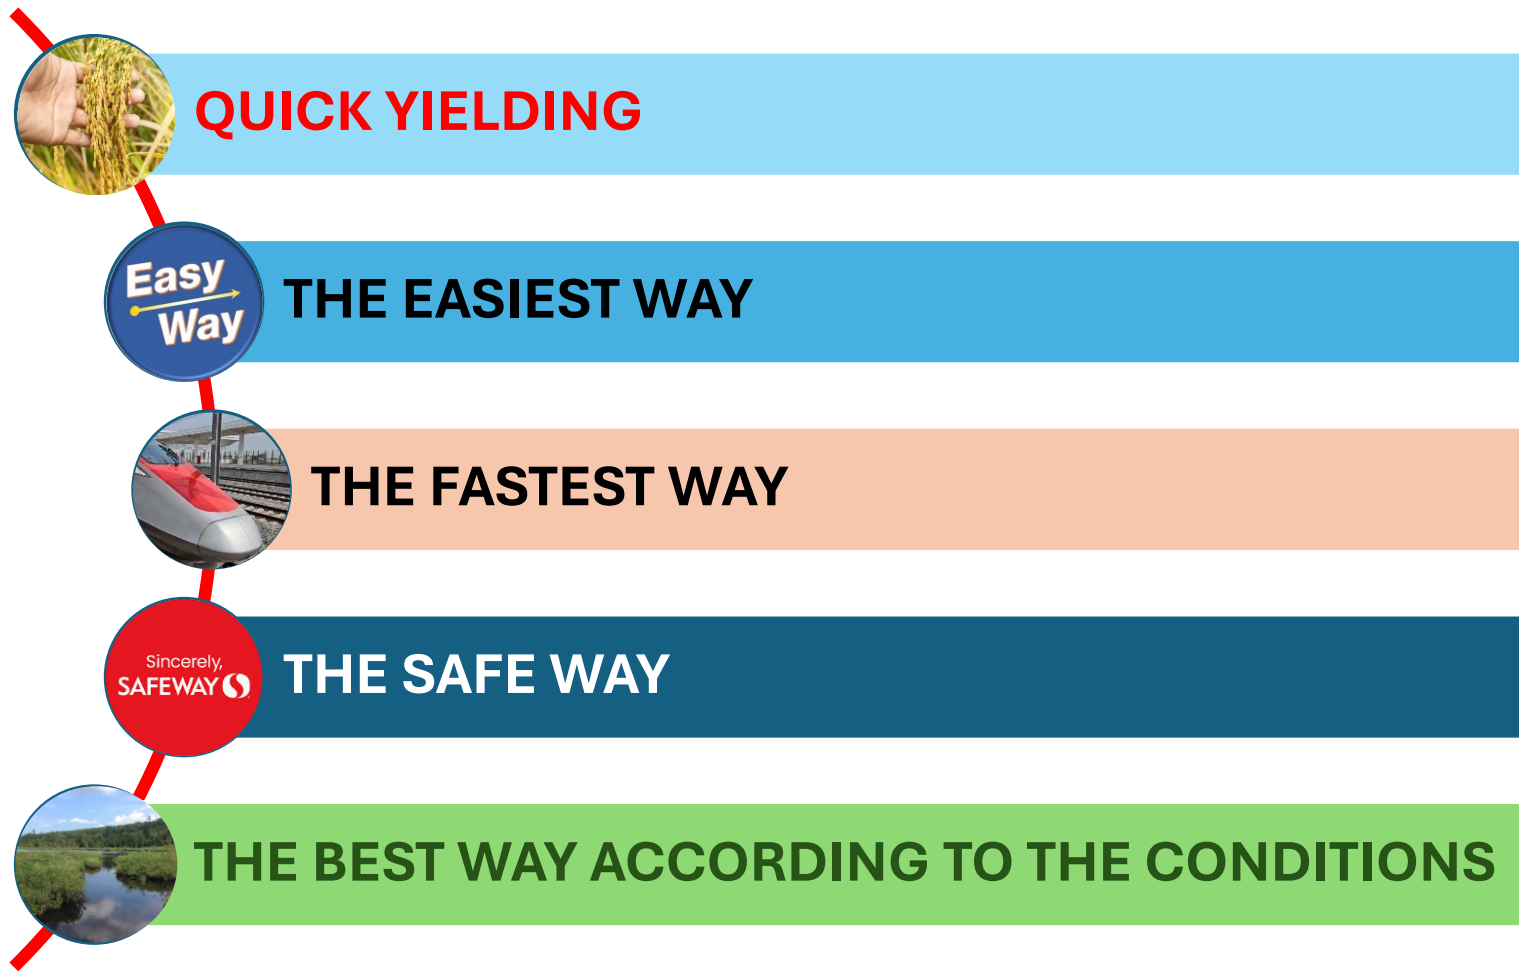 QUICK YIELDING
Easy
Way
THE EASIEST WAY
THE FASTEST WAY
Sincerely,
SAFEWAY
THE SAFE WAY
THE BEST WAY ACCORDING TO THE CONDITIONS